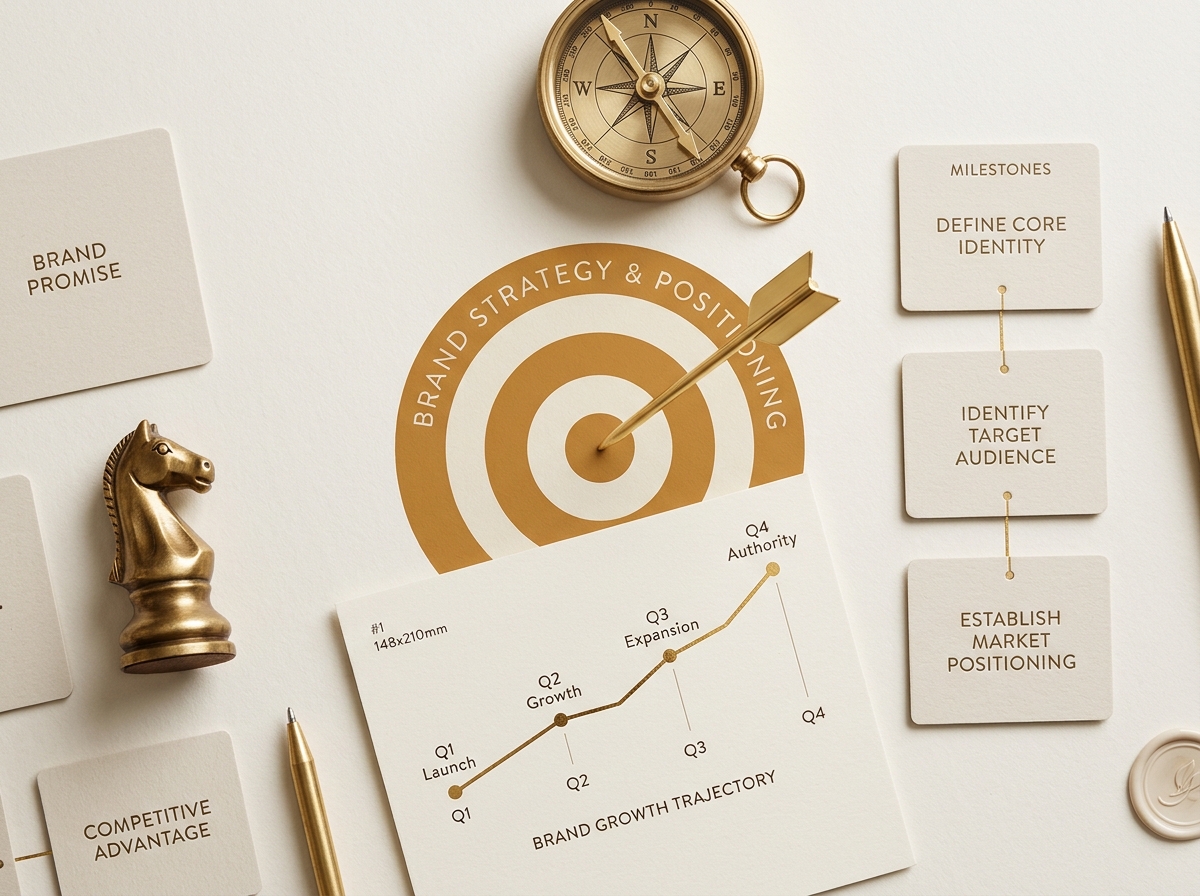 N
W
E
S
BRAND
PROMISE
BRAND STRATEGY & POSITIONING
MILESTONES
DEFINE CORE
IDENTITY
IDENTIFY
TARGET
AUDIENCE
ESTABLISH
MARKET
POSITIONING
#1
148x210mm
Q4
Authority
Q3
Expansion
Q2
Growth
Q1
Launch
Q4
Q3
Q2
Q1
BRAND GROWTH TRAJECTORY
COMPETITIVE
ADVANTAGE